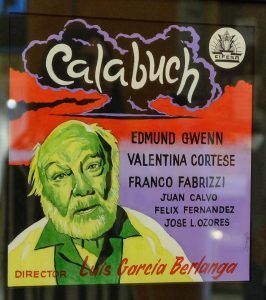 Calabuch
CIFESA
EDMUND GWENN
VALENTINA CORTESE
FRANCO FABRIZZI
JUAN CALVO
FELIX FERNANDEZ
JOSE L. OZORES
DIRECTOR Luis García Berlanga